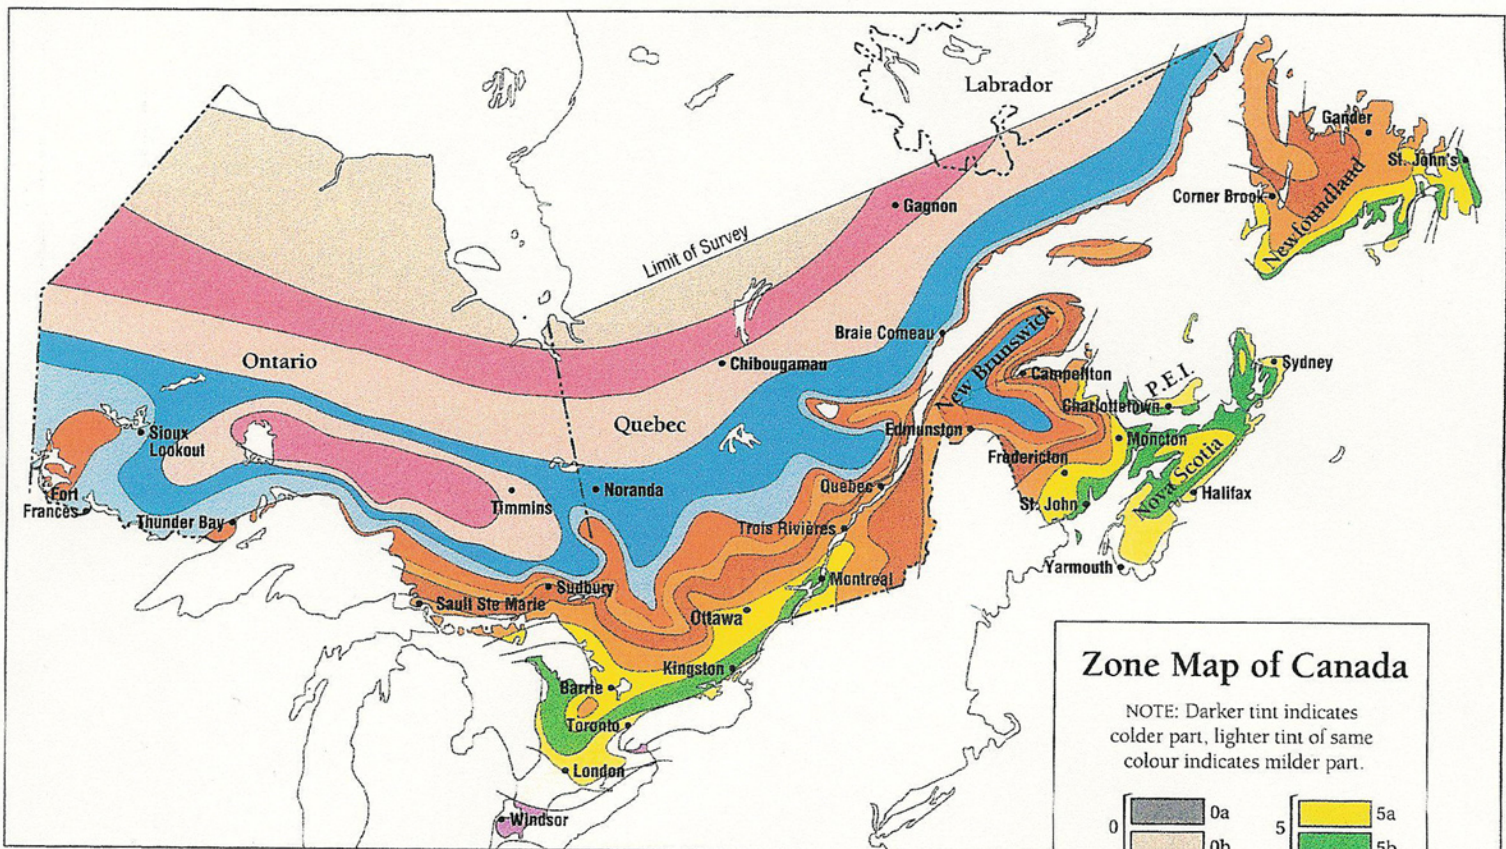 Labrador
Gander
St. John's
Corner Brook
Newfoundland
Gagnon
Limit of Survey
Braie Comeau
New Brunswick
Ontario
Chibougamau
Campellton
P.E.I.
Sydney
Charlottetown
Quebec
Edmunston
Moncton
Sioux
Lookout
Fredericton
Nova Scotia
Fort
Frances
Thunder Bay
Timmins
Noranda
Quebec
St. John
Halifax
Trois Rivières
Yarmouth
Montreal
Sudbury
Sault Ste Marie
Ottawa
Kingston
Barrie
Toronto
London
Windsor
Zone Map of Canada
NOTE: Darker tint indicates
colder part, lighter tint of same
colour indicates milder part.
0
0a
0b
5
5a
5b